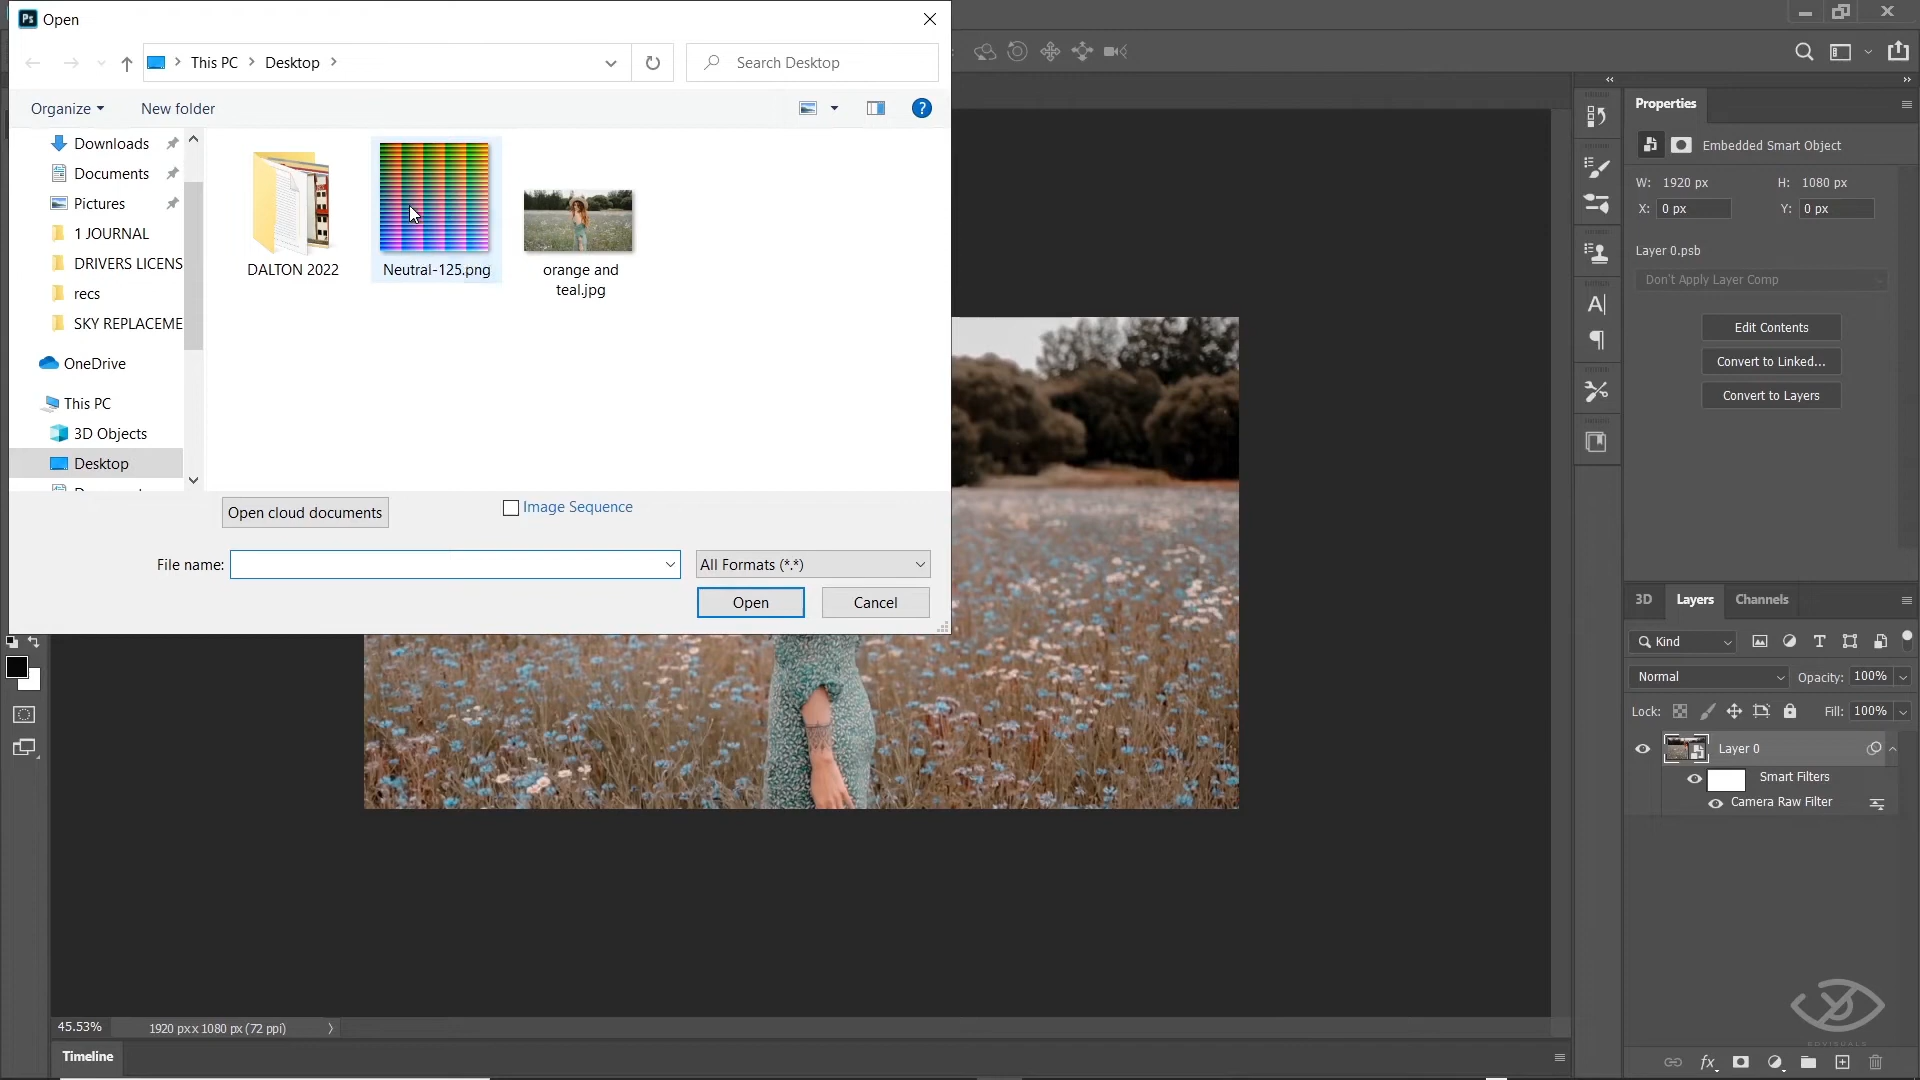 Ps Open
This PC
Desktop
Search Desktop
Organize
New folder
?
Downloads
Documents
Pictures
1 JOURNAL
DRIVERS LICENS
recs
SKY REPLACEME
OneDrive
This PC
3D Objects
Desktop
DALTON 2022
Neutral-125.png
orange and
teal.jpg
Open cloud documents
Image Sequence
File name:
All Formats (*.*)
Open
Cancel
Properties
Embedded Smart Object
W: 1920 px H: 1080 px
X: 0 px Y: 0 px
Layer 0.psb
Don't Apply Layer Comp
Edit Contents
Convert to Linked...
Convert to Layers
3D Layers Channels
Kind
Normal Opacity: 100%
Lock: Fill: 100%
Layer 0
Smart Filters
Camera Raw Filter
fx
EDVISUALS
45.53% 1920 px x 1080 px (72 ppi)
Timeline